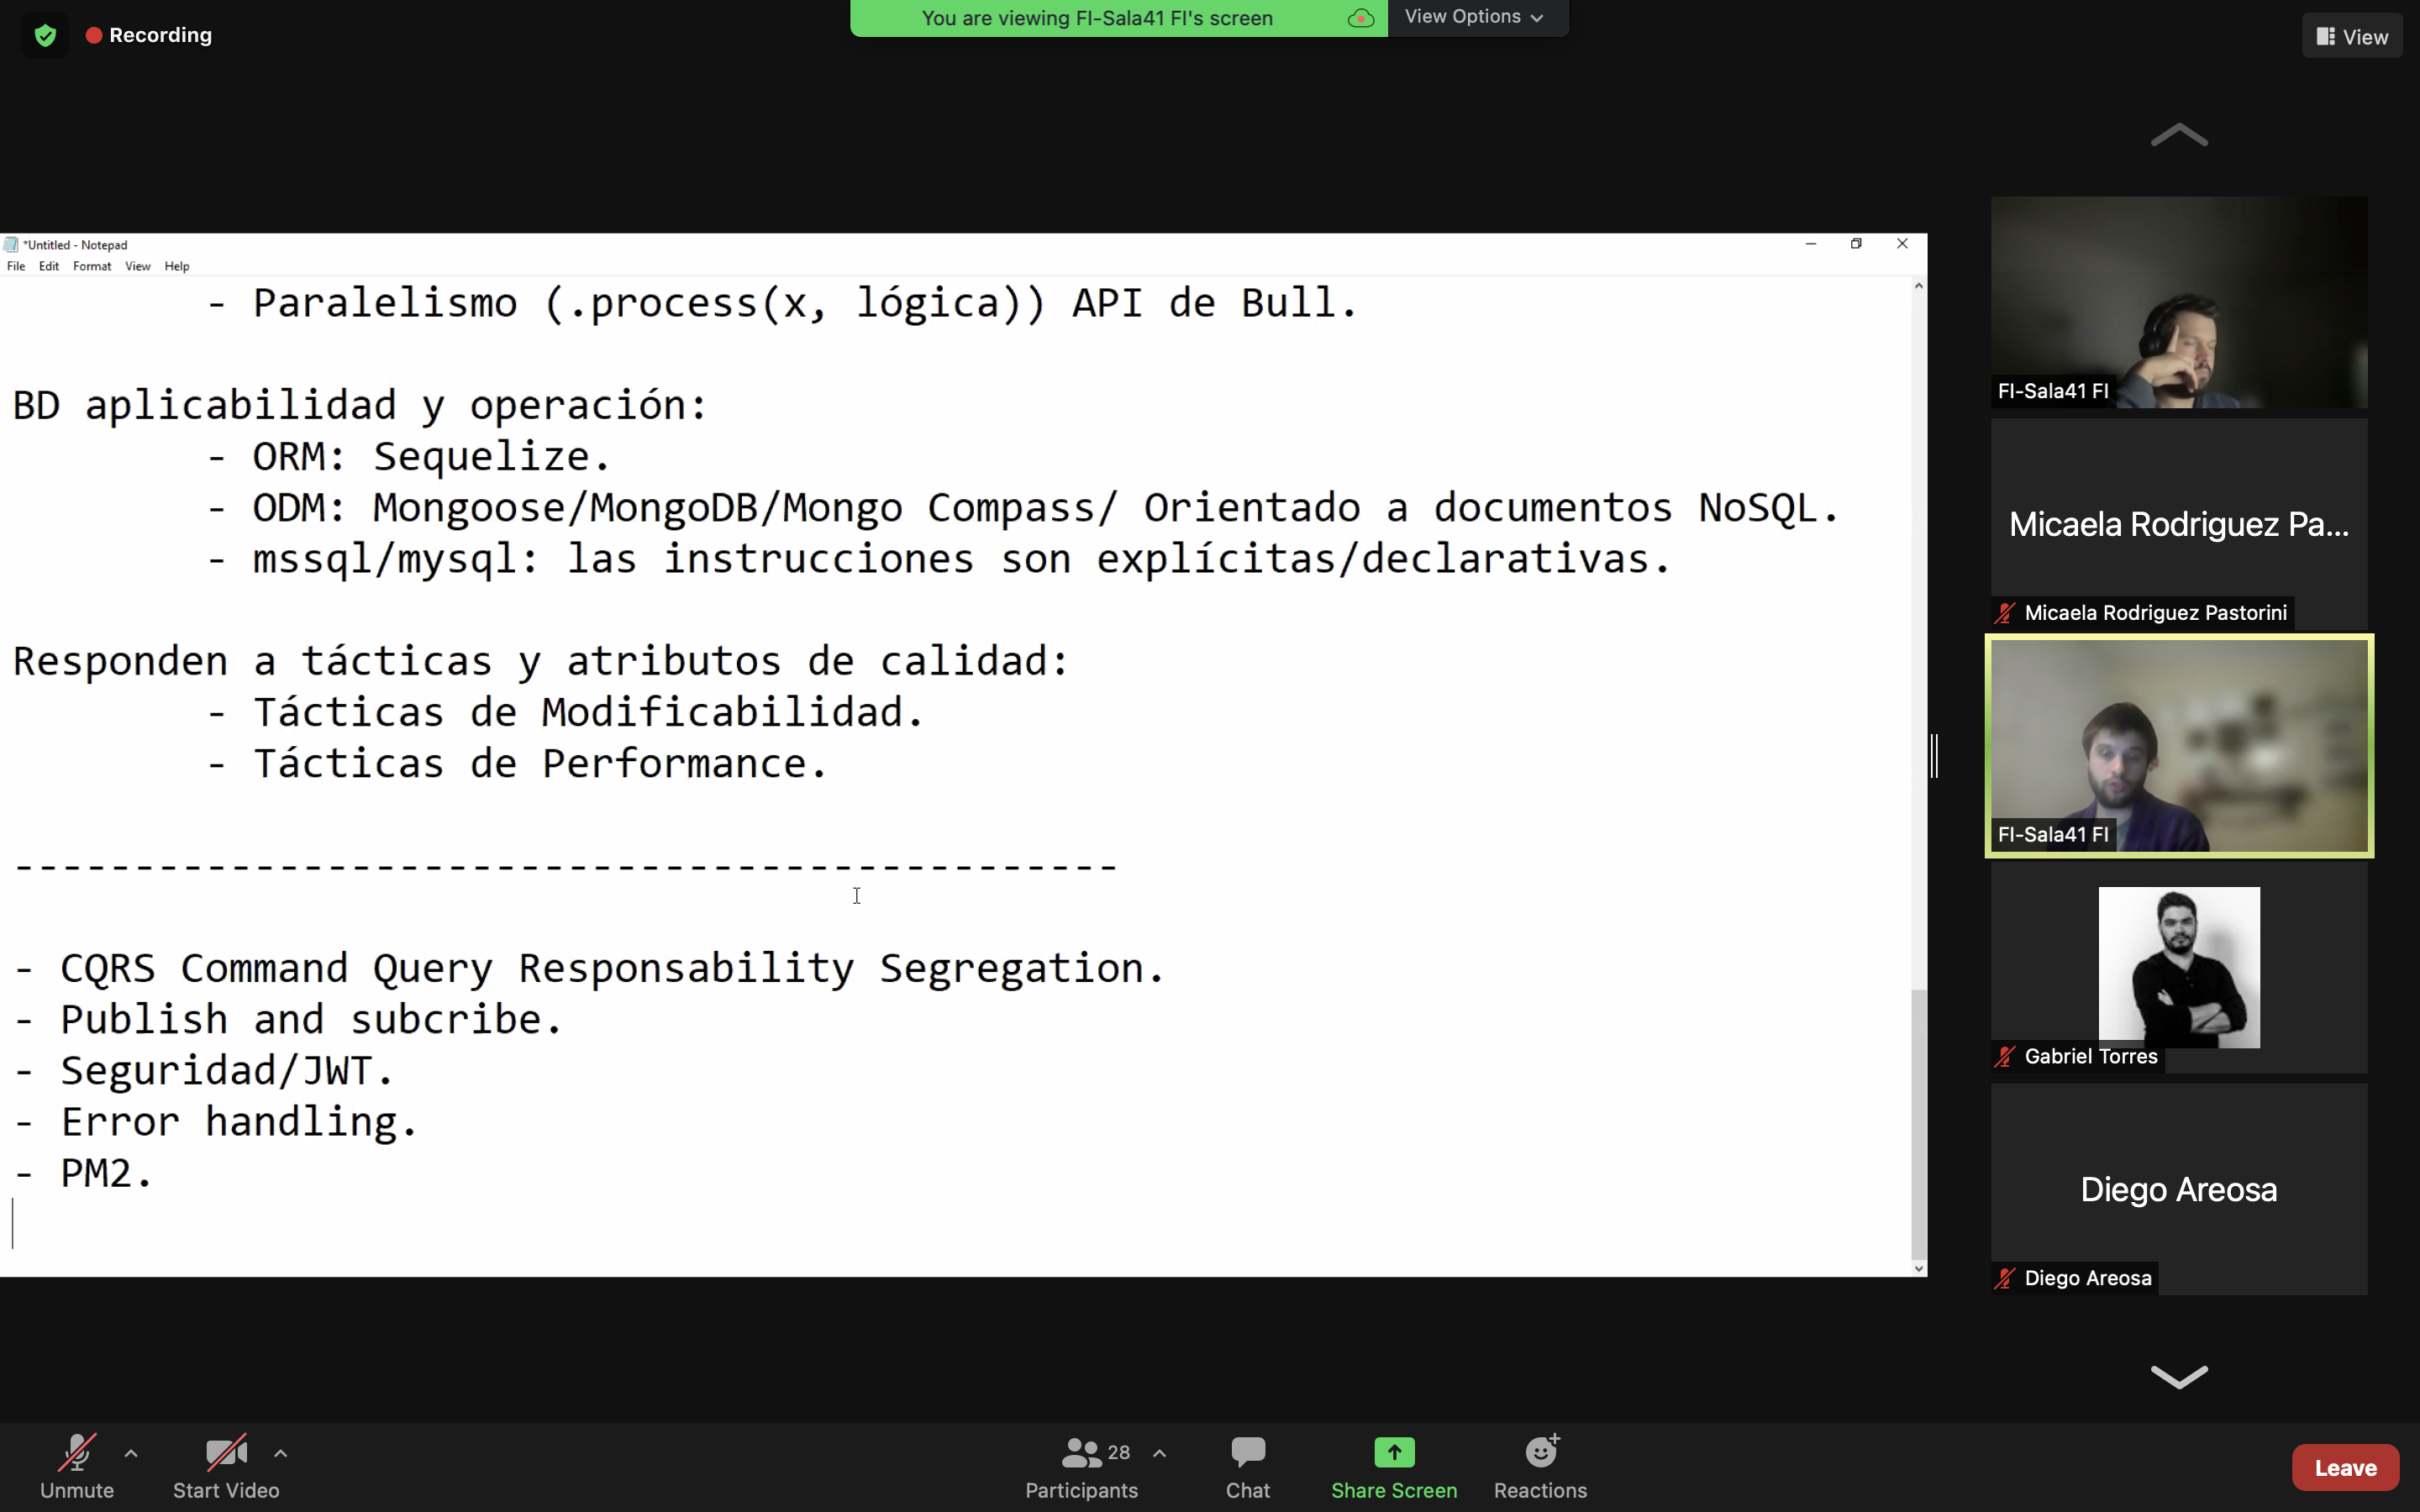 Recording
You are viewing FI-Sala41 FI's screen
View Options
View
*Untitled - Notepad
File Edit Format View Help
- Paralelismo (.process(x, lógica)) API de Bull.
BD aplicabilidad y operación:
- ORM: Sequelize.
- ODM: Mongoose/MongoDB/Mongo Compass/ Orientado a documentos NoSQL.
- mssql/mysql: las instrucciones son explícitas/declarativas.
Responden a tácticas y atributos de calidad:
- Tácticas de Modificabilidad.
- Tácticas de Performance.
----------------------------------------------
- CQRS Command Query Responsability Segregation.
- Publish and subcribe.
- Seguridad/JWT.
- Error handling.
- PM2.
FI-Sala41 FI
Micaela Rodriguez Pa...
Micaela Rodriguez Pastorini
FI-Sala41 FI
Gabriel Torres
Diego Areosa
Diego Areosa
Unmute
Start Video
28
Participants
Chat
Share Screen
Reactions
Leave